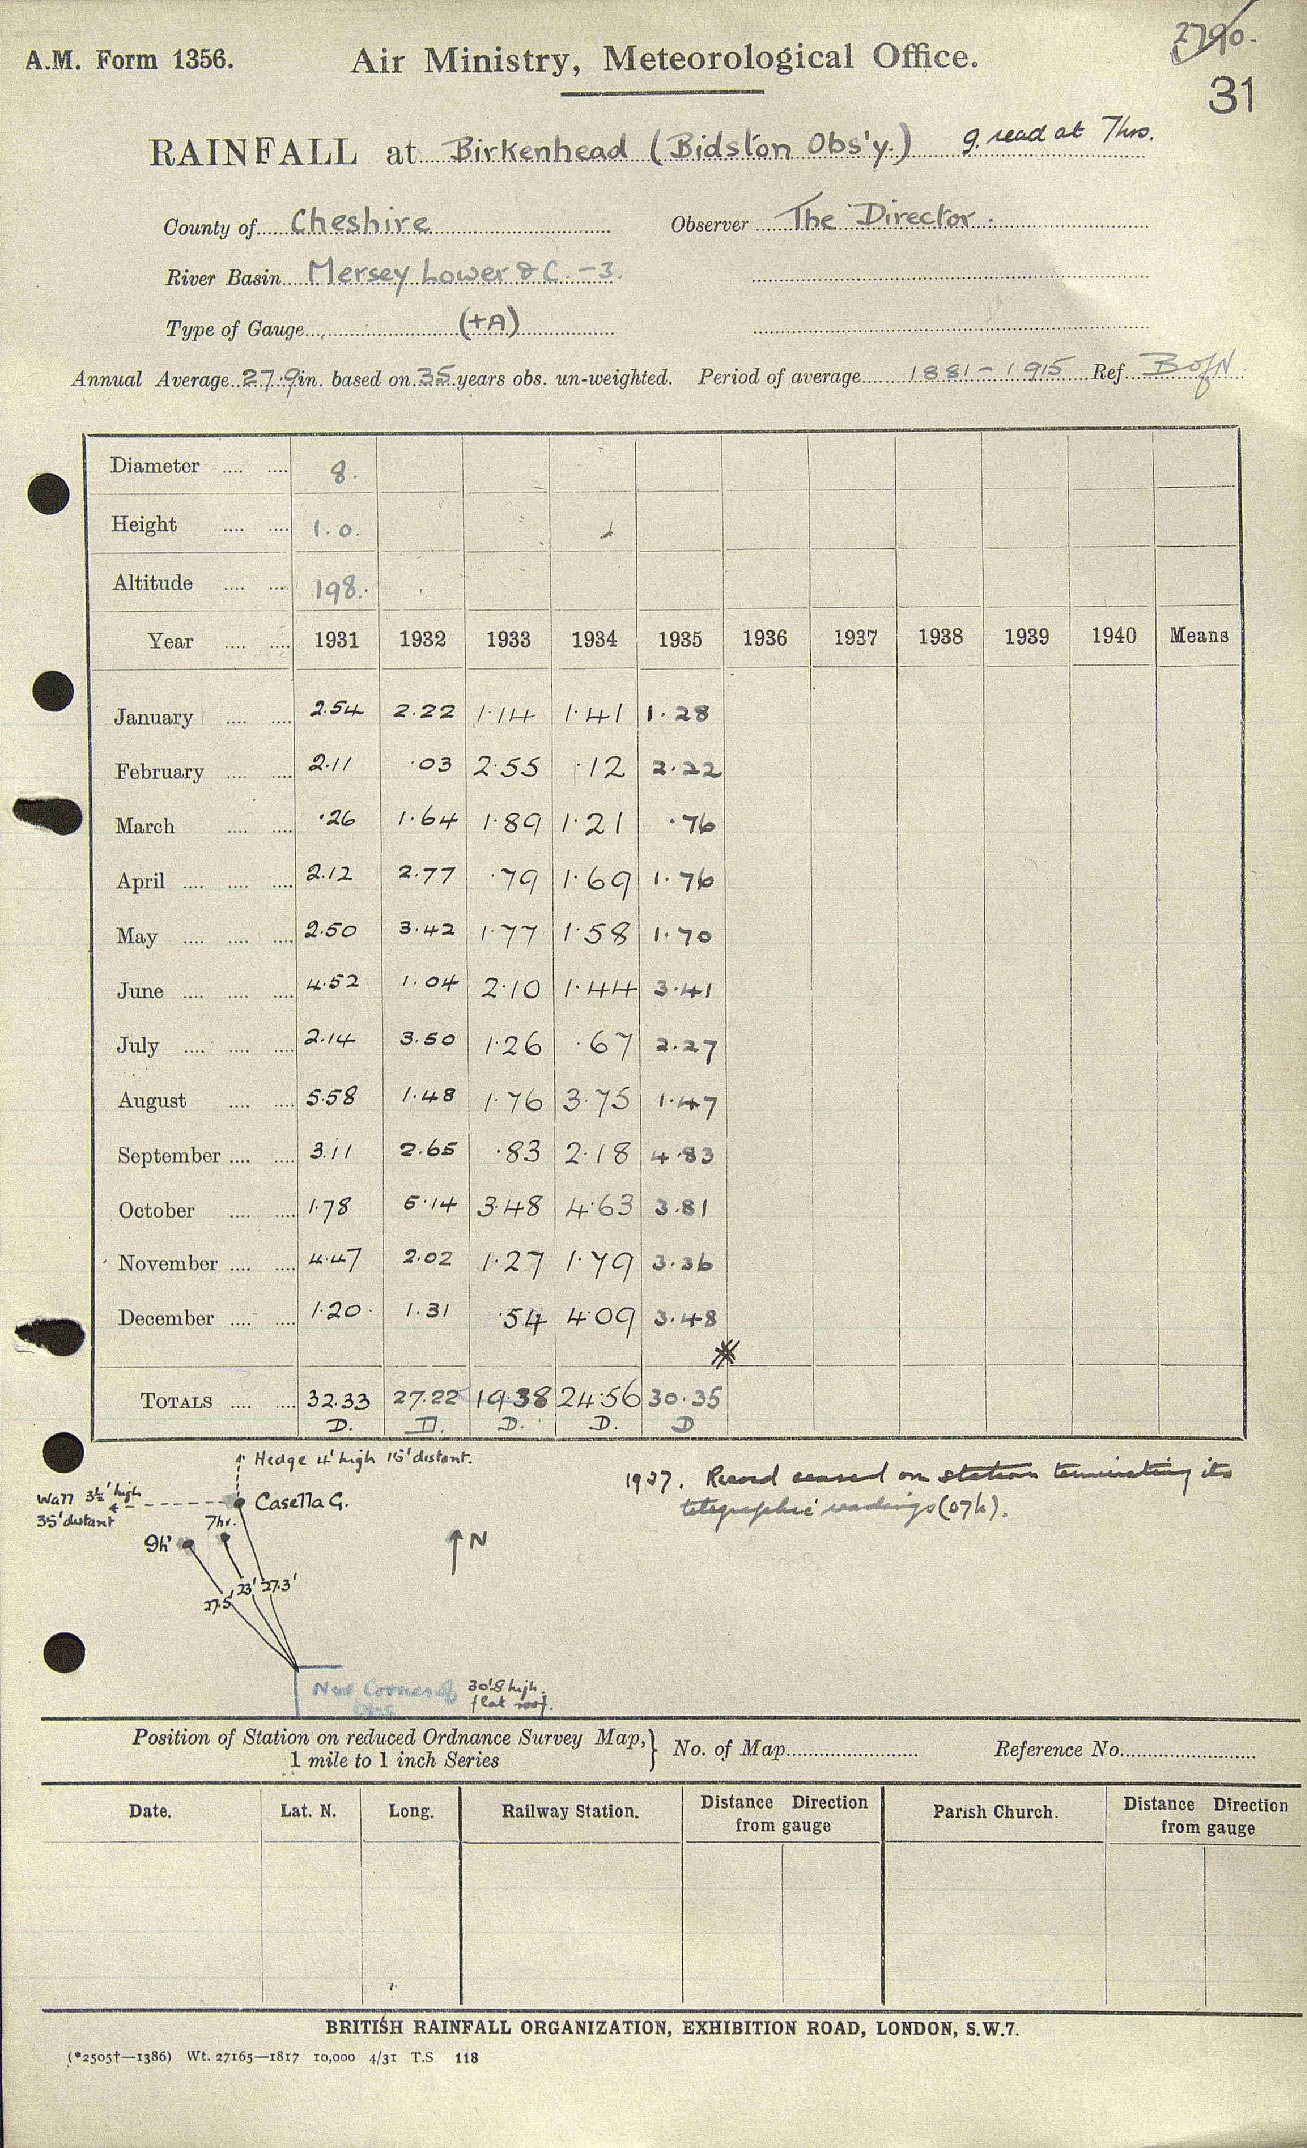 2790.
A.M. Form 1356. Air Ministry, Meteorological Office.
31
RAINFALL at Birkenhead (Bidston Obs'y.) g. read at 7hrs.
County of Cheshire Observer The Director.
River Basin Mersey Lower & C. -3.
Type of Gauge (+A)
Annual Average 27.9 in. based on 35 years obs. un-weighted. Period of average 1881-1915 Ref B of N
Diameter .... .... 8.
Height .... .... 1.0.
Altitude .... .... 198.
Year .... .... 1931 1932 1933 1934 1935 1936 1937 1938 1939 1940 Means
January .... .... 2.54 2.22 1.14 1.41 1.28
February .... .... 2.11 .03 2.55 .12 2.22
March .... .... .26 1.64 1.89 1.21 .76
April .... .... .... 2.12 2.77 .79 1.69 1.76
May .... .... .... 2.50 3.42 1.77 1.58 1.70
June .... .... .... 4.52 1.04 2.10 1.44 3.41
July .... .... .... 2.14 3.50 1.26 .67 2.27
August .... .... 5.58 1.48 1.76 3.75 1.47
September .... .... 3.11 2.65 .83 2.18 4.83
October .... .... 1.78 5.14 3.48 4.63 3.81
November .... .... 4.47 2.02 1.27 1.79 3.36
December .... .... 1.20. 1.31 .54 4.09 3.48
TOTALS .... .... 32.33 27.22 19.38 24.56 30.35
D. D. D. D. D
Hedge 4' high 15' distant.
Wall 3½' high
35' distant
Casella G.
7hr.
9h
N
27.5' 23' 27.3'
Corner of
30'8 high
flat roof.
1937. Record ceased on station terminating its
telegraphic readings (07h).
Position of Station on reduced Ordnance Survey Map,
1 mile to 1 inch Series
} No. of Map Reference No.
Date. Lat. N. Long. Railway Station. Distance Direction
from gauge Parish Church. Distance Direction
from gauge
BRITISH RAINFALL ORGANIZATION, EXHIBITION ROAD, LONDON, S.W.7.
(*2505†—1386) Wt. 27165—1817 10,000 4/31 T.S 118